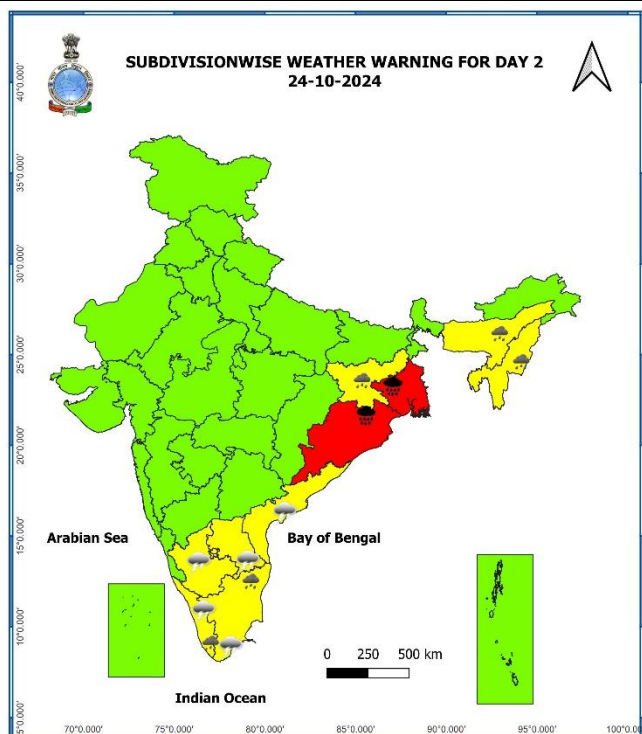 SUBDIVISIONWISE WEATHER WARNING FOR DAY 2
24-10-2024
40°0.000'
35°0.000'
30°0.000'
25°0.000'
20°0.000'
15°0.000'
10°0.000'
5°0.000'
Arabian Sea
Bay of Bengal
0 250 500 km
Indian Ocean
70°0.000' 75°0.000' 80°0.000' 85°0.000' 90°0.000' 95°0.000' 100°0.0